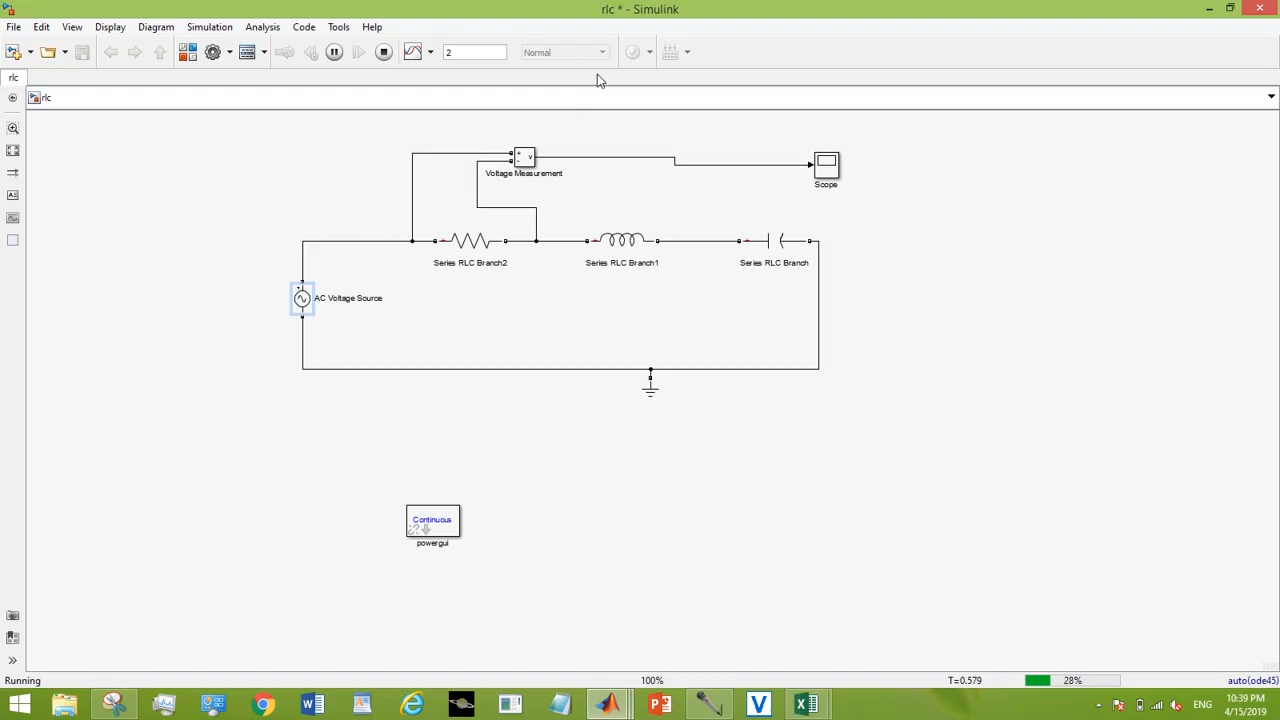 rlc * - Simulink
File Edit View Display Diagram Simulation Analysis Code Tools Help
2 Normal
rlc
rlc
+
- v
Voltage Measurement
Scope
Series RLC Branch2 Series RLC Branch1 Series RLC Branch
AC Voltage Source
Continuous
powergui
Running 100% T=0.579 28% auto(ode45)
ENG 10:39 PM
4/15/2019